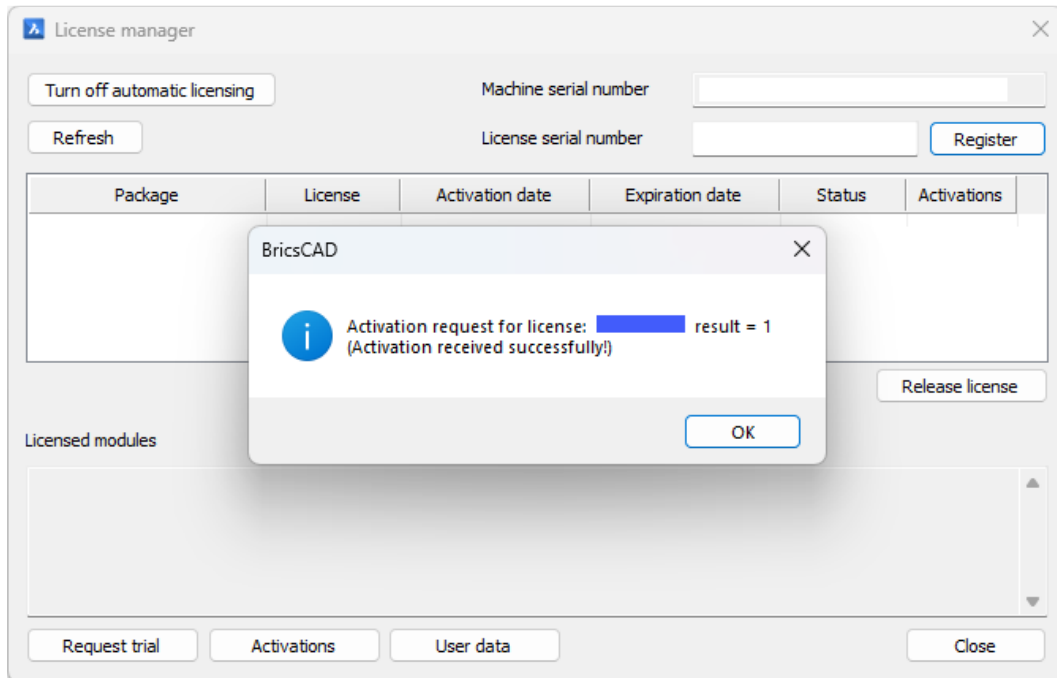 License manager
Turn off automatic licensing
Machine serial number
Refresh
License serial number
Register
Package License Activation date Expiration date Status Activations
BricsCAD
Activation request for license: result = 1
(Activation received successfully!)
OK
Release license
Licensed modules
Request trial Activations User data Close